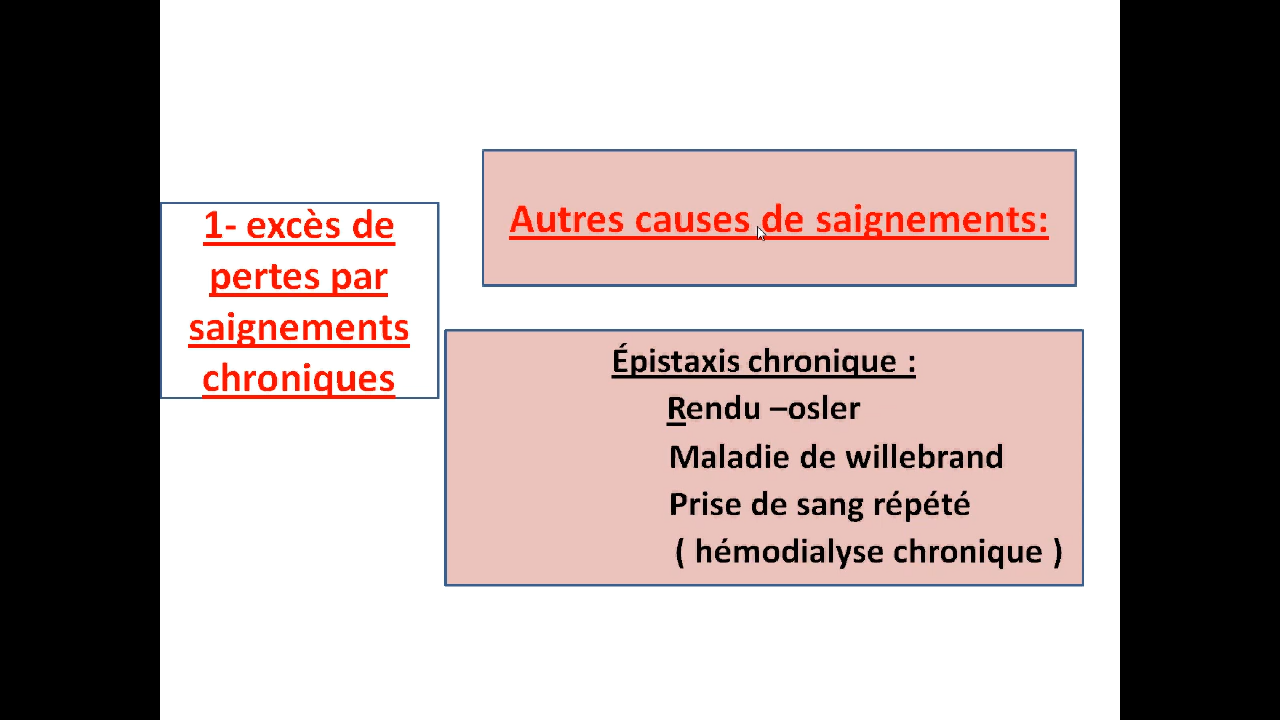 1- excès de
pertes par
saignements
chroniques
Autres causes de saignements:
Épistaxis chronique :
Rendu –osler
Maladie de willebrand
Prise de sang répété
( hémodialyse chronique )